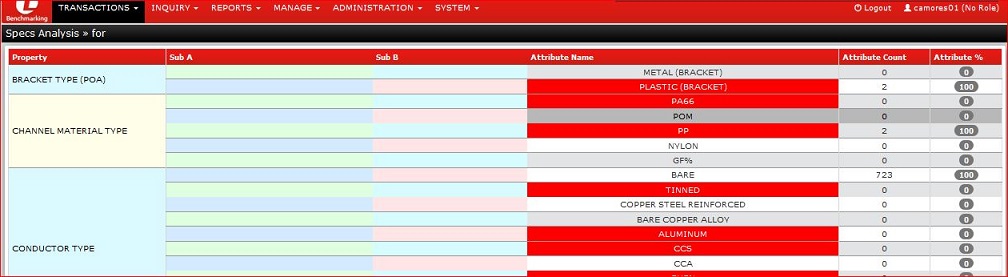 Benchmarking
TRANSACTIONS INQUIRY REPORTS MANAGE ADMINISTRATION SYSTEM Logout camores01 (No Role)
Specs Analysis » for
Property Sub A Sub B Attribute Name Attribute Count Attribute %
BRACKET TYPE (POA)
METAL (BRACKET) 0 0
PLASTIC (BRACKET) 2 100
CHANNEL MATERIAL TYPE
PA66 0 0
POM 0 0
PP 2 100
NYLON 0 0
GF% 0 0
CONDUCTOR TYPE
BARE 723 100
TINNED 0 0
COPPER STEEL REINFORCED 0 0
BARE COPPER ALLOY 0 0
ALUMINUM 0 0
CCS 0 0
CCA 0 0